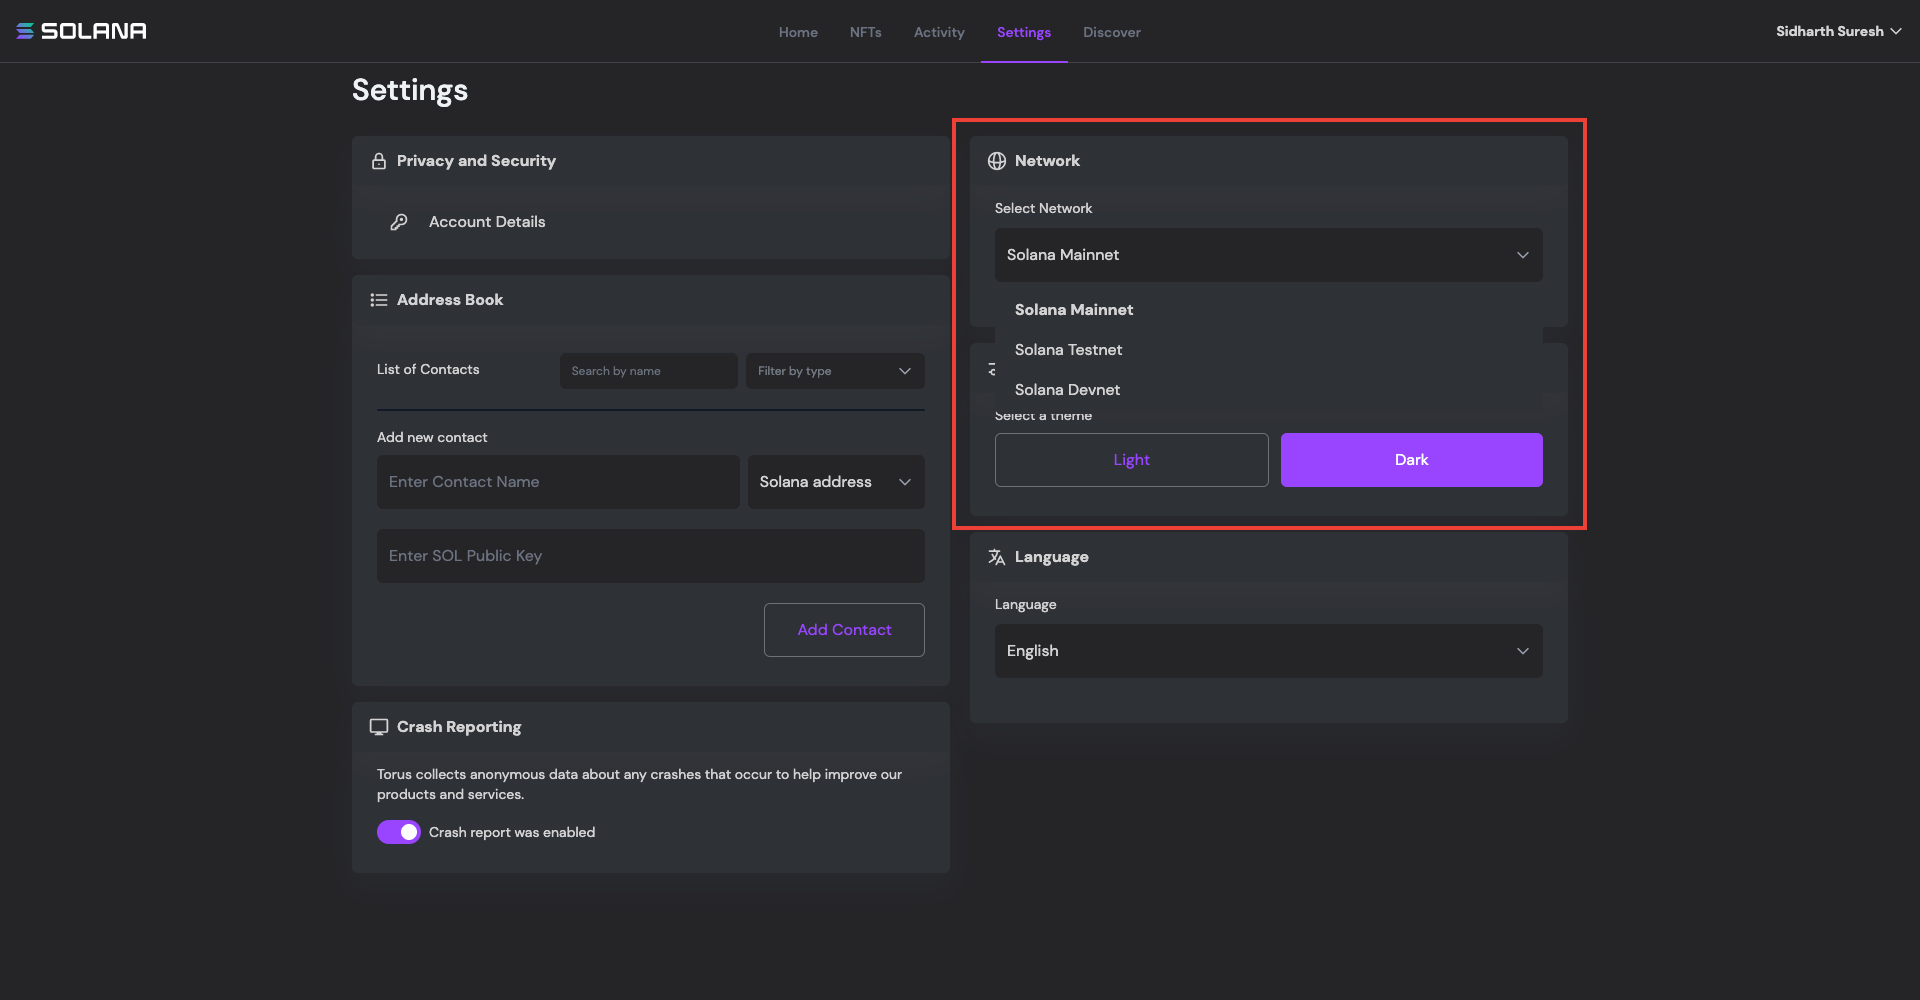 SOLANA
Home NFTs Activity Settings Discover
Sidharth Suresh
Settings
Privacy and Security
Account Details
Address Book
List of Contacts
Search by name
Filter by type
Add new contact
Enter Contact Name
Solana address
Enter SOL Public Key
Add Contact
Crash Reporting
Torus collects anonymous data about any crashes that occur to help improve our
products and services.
Crash report was enabled
Network
Select Network
Solana Mainnet
Solana Mainnet
Solana Testnet
Solana Devnet
Select a theme
Light
Dark
Language
Language
English